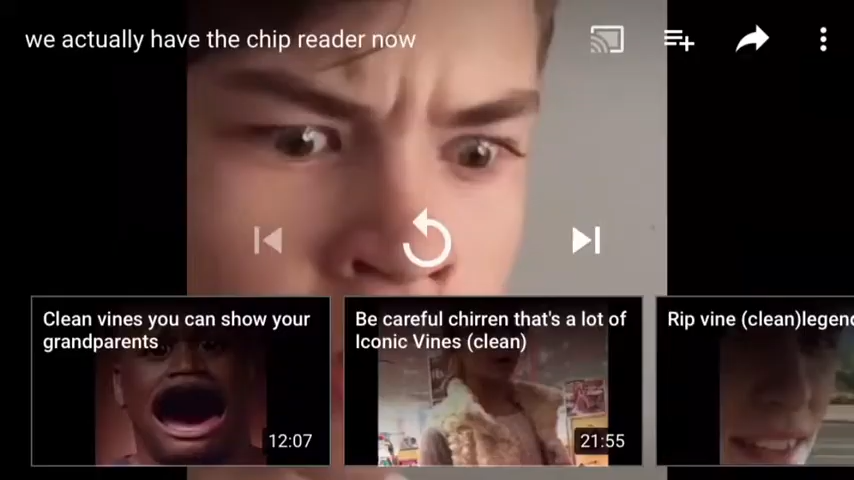 we actually have the chip reader now
Clean vines you can show your
grandparents
12:07
Be careful chirren that's a lot of
Iconic Vines (clean)
21:55
Rip vine (clean)legenc